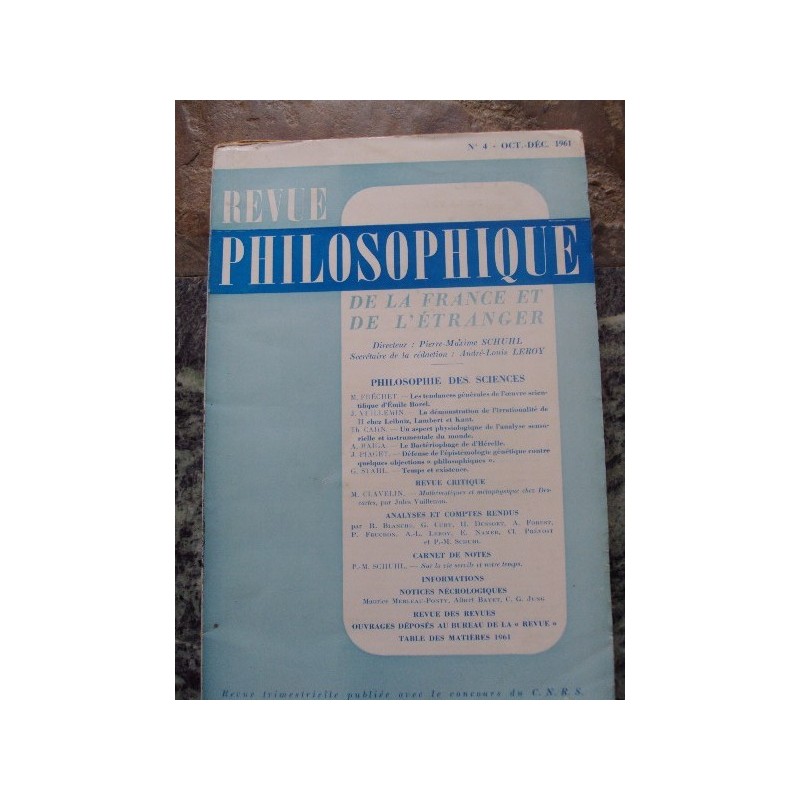 N° 4 - OCT.-DÉC. 1961
REVUE
PHILOSOPHIQUE
DE LA FRANCE ET
DE L'ÉTRANGER
Directeur : Pierre-Maxime SCHUHL
Secrétaire de la rédaction : André-Louis LEROY
PHILOSOPHIE DES SCIENCES
M. FRÉCHET. — Les tendances générales de l'œuvre scien-
tifique d'Émile Borel.
J. VUILLEMIN. — La démonstration de l'irrationalité de
Π chez Leibniz, Lambert et Kant.
Th. CAHN. — Un aspect physiologique de l'analyse senso-
rielle et instrumentale du monde.
A. RAIGA. — Le Bactériophage de d'Hérelle.
J. PIAGET. — Défense de l'épistémologie génétique contre
quelques objections « philosophiques ».
G. STAHL. — Temps et existence.
REVUE CRITIQUE
M. CLAVELIN. — Mathématiques et métaphysique chez Des-
cartes, par Jules Vuillemin.
ANALYSES ET COMPTES RENDUS
par R. BLANCHÉ, G. H. A. FOREST,
P. FRUCHON, A.-L. LEROY, E. NAMER, Cl. PRÉVOST
et P.-M. SCHUHL.
CARNET DE NOTES
P.-M. SCHUHL. — Sur la vie servile et notre temps.
INFORMATIONS
NOTICES NÉCROLOGIQUES
Maurice MERLEAU-PONTY, Albert BAYET, C. G. JUNG
REVUE DES REVUES
OUVRAGES DÉPOSÉS AU BUREAU DE LA « REVUE »
TABLE DES MATIÈRES 1961
Revue trimestrielle publiée avec le concours du C.N.R.S.